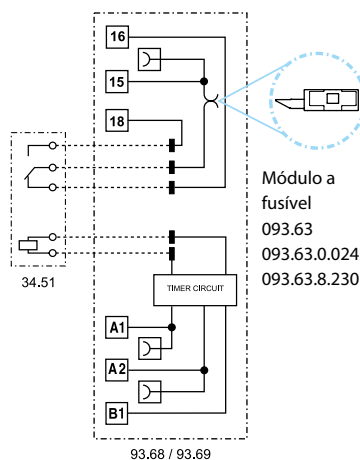 16
15
18
34.51
TIMER CIRCUIT
A1
A2
B1
93.68 / 93.69
Módulo a
fusível
093.63
093.63.0.024
093.63.8.230